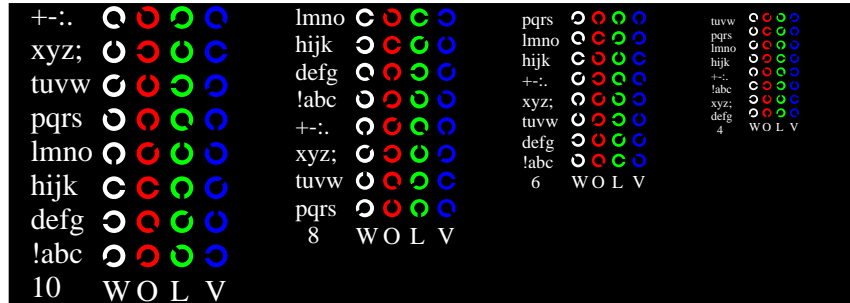 +-:.
xyz;
tuvw
pqrs
lmno
hijk
defg
!abc
10 W O L V
lmno
hijk
defg
!abc
+-:.
xyz;
tuvw
pqrs
8 W O L V
pqrs
lmno
hijk
+-:.
xyz;
tuvw
defg
!abc
6 W O L V
tuvw
pqrs
lmno
hijk
+-:.
!abc
xyz;
defg
4 W O L V